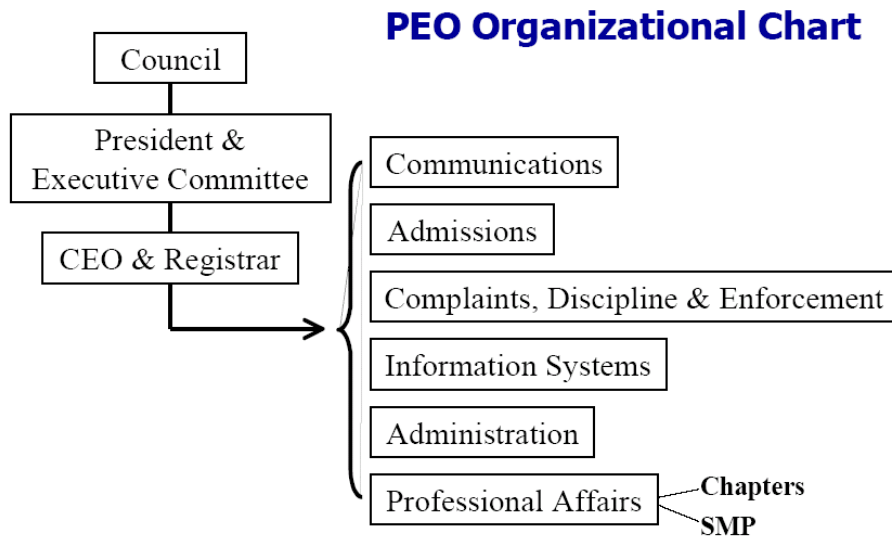 PEO Organizational Chart
Council
President &
Executive Committee
CEO & Registrar
Communications
Admissions
Complaints, Discipline & Enforcement
Information Systems
Administration
Professional Affairs
Chapters
SMP